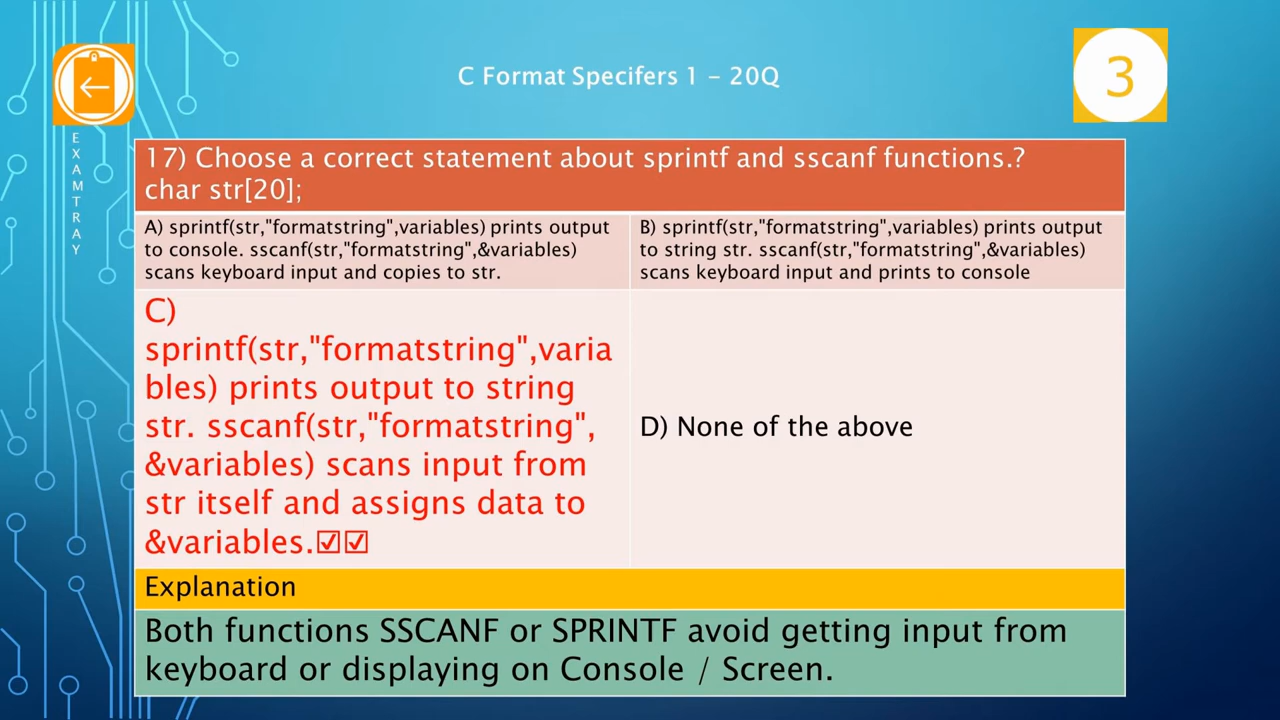 C Format Specifers 1 – 20Q
3
EXAMTRAY
17) Choose a correct statement about sprintf and sscanf functions.?
char str[20];
A) sprintf(str,"formatstring",variables) prints output
to console. sscanf(str,"formatstring",&variables)
scans keyboard input and copies to str.
B) sprintf(str,"formatstring",variables) prints output
to string str. sscanf(str,"formatstring",&variables)
scans keyboard input and prints to console
C)
sprintf(str,"formatstring",varia
bles) prints output to string
str. sscanf(str,"formatstring",
&variables) scans input from
str itself and assigns data to
&variables.☑☑
D) None of the above
Explanation
Both functions SSCANF or SPRINTF avoid getting input from
keyboard or displaying on Console / Screen.